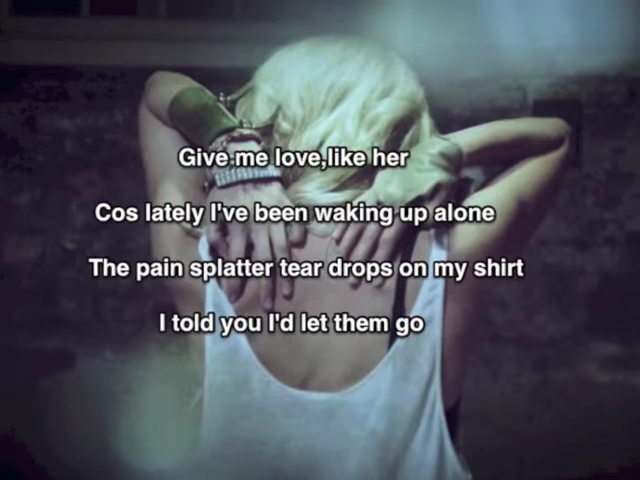 Give me love,like her
Cos lately I've been waking up alone
The pain splatter tear drops on my shirt
I told you I'd let them go